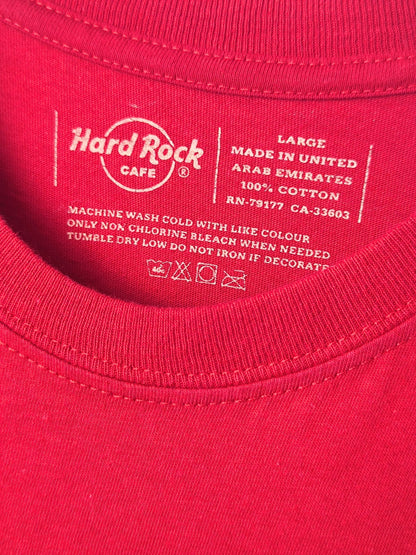 Hard Rock
CAFE ®
LARGE
MADE IN UNITED
ARAB EMIRATES
100% COTTON
RN-79177 CA-33603
MACHINE WASH COLD WITH LIKE COLOUR
ONLY NON CHLORINE BLEACH WHEN NEEDED
TUMBLE DRY LOW DO NOT IRON IF DECORATE